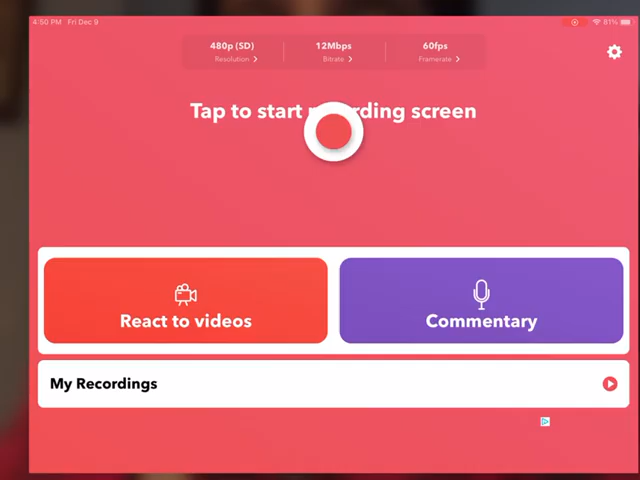 4:50 PM Fri Dec 9
81%
480p (SD)
Resolution
12Mbps
Bitrate
60fps
Framerate
Tap to start recording screen
React to videos
Commentary
My Recordings